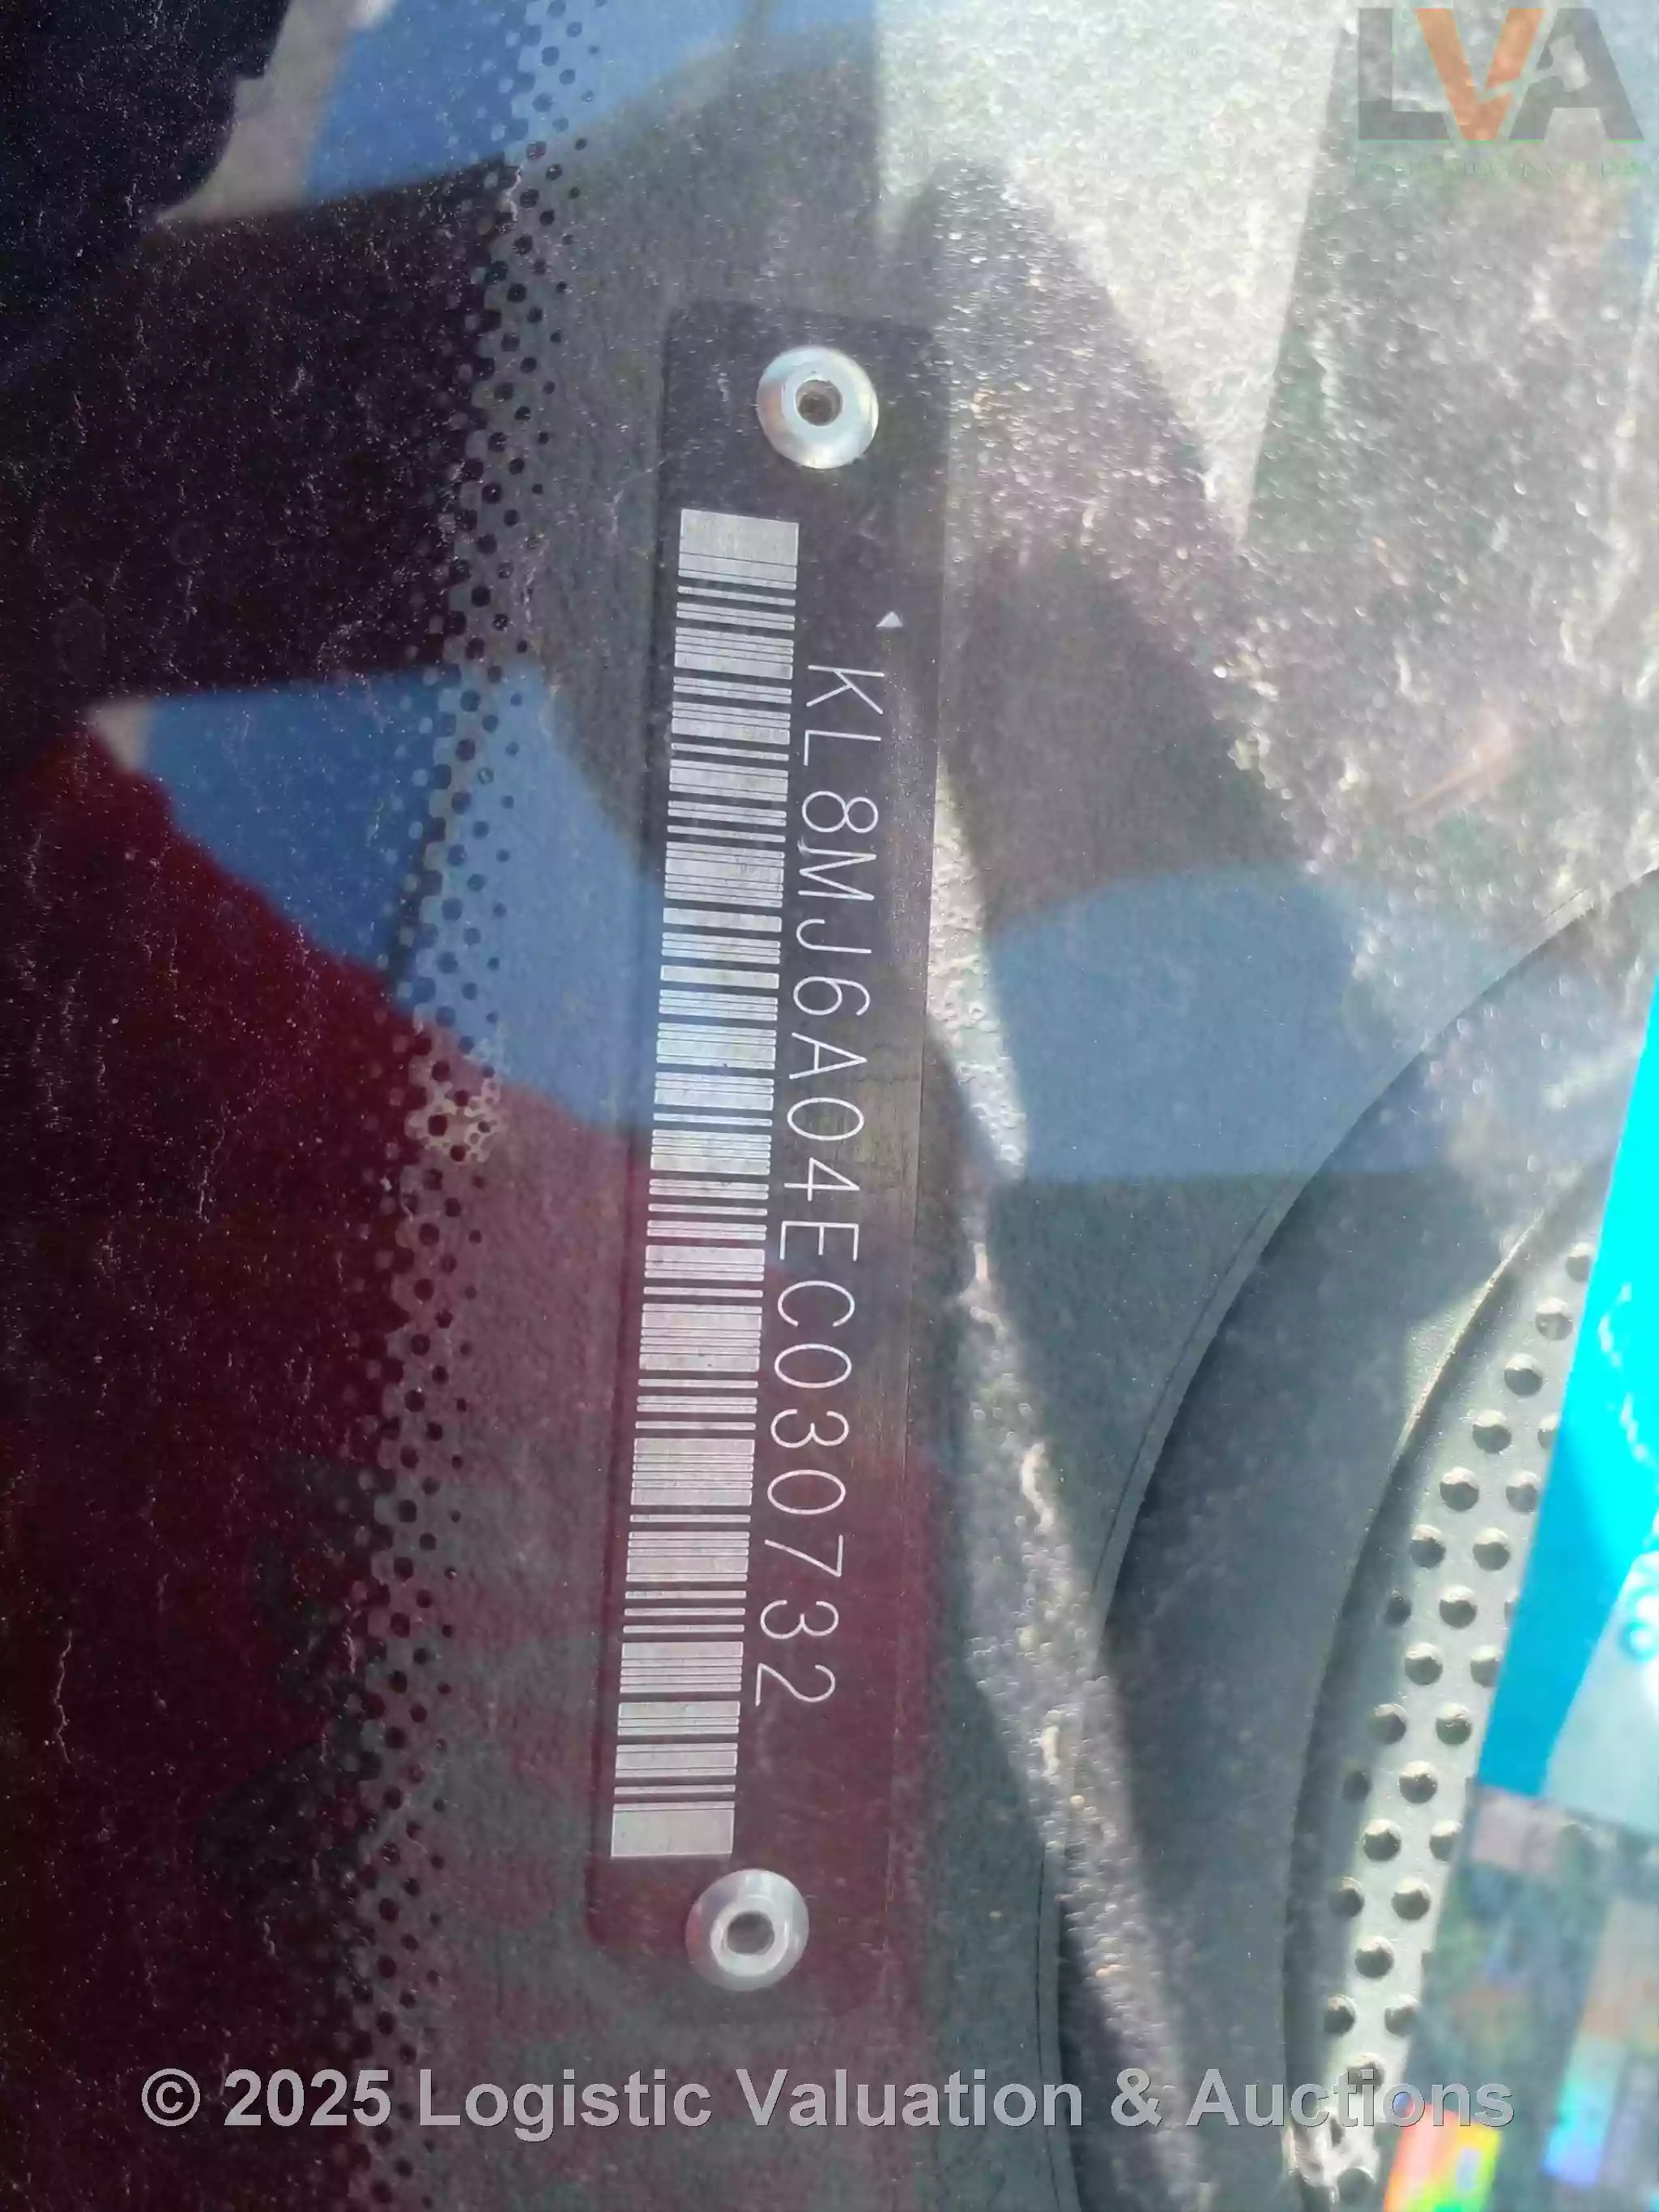 LVA
KL8MJ6A04EC030732
© 2025 Logistic Valuation & Auctions